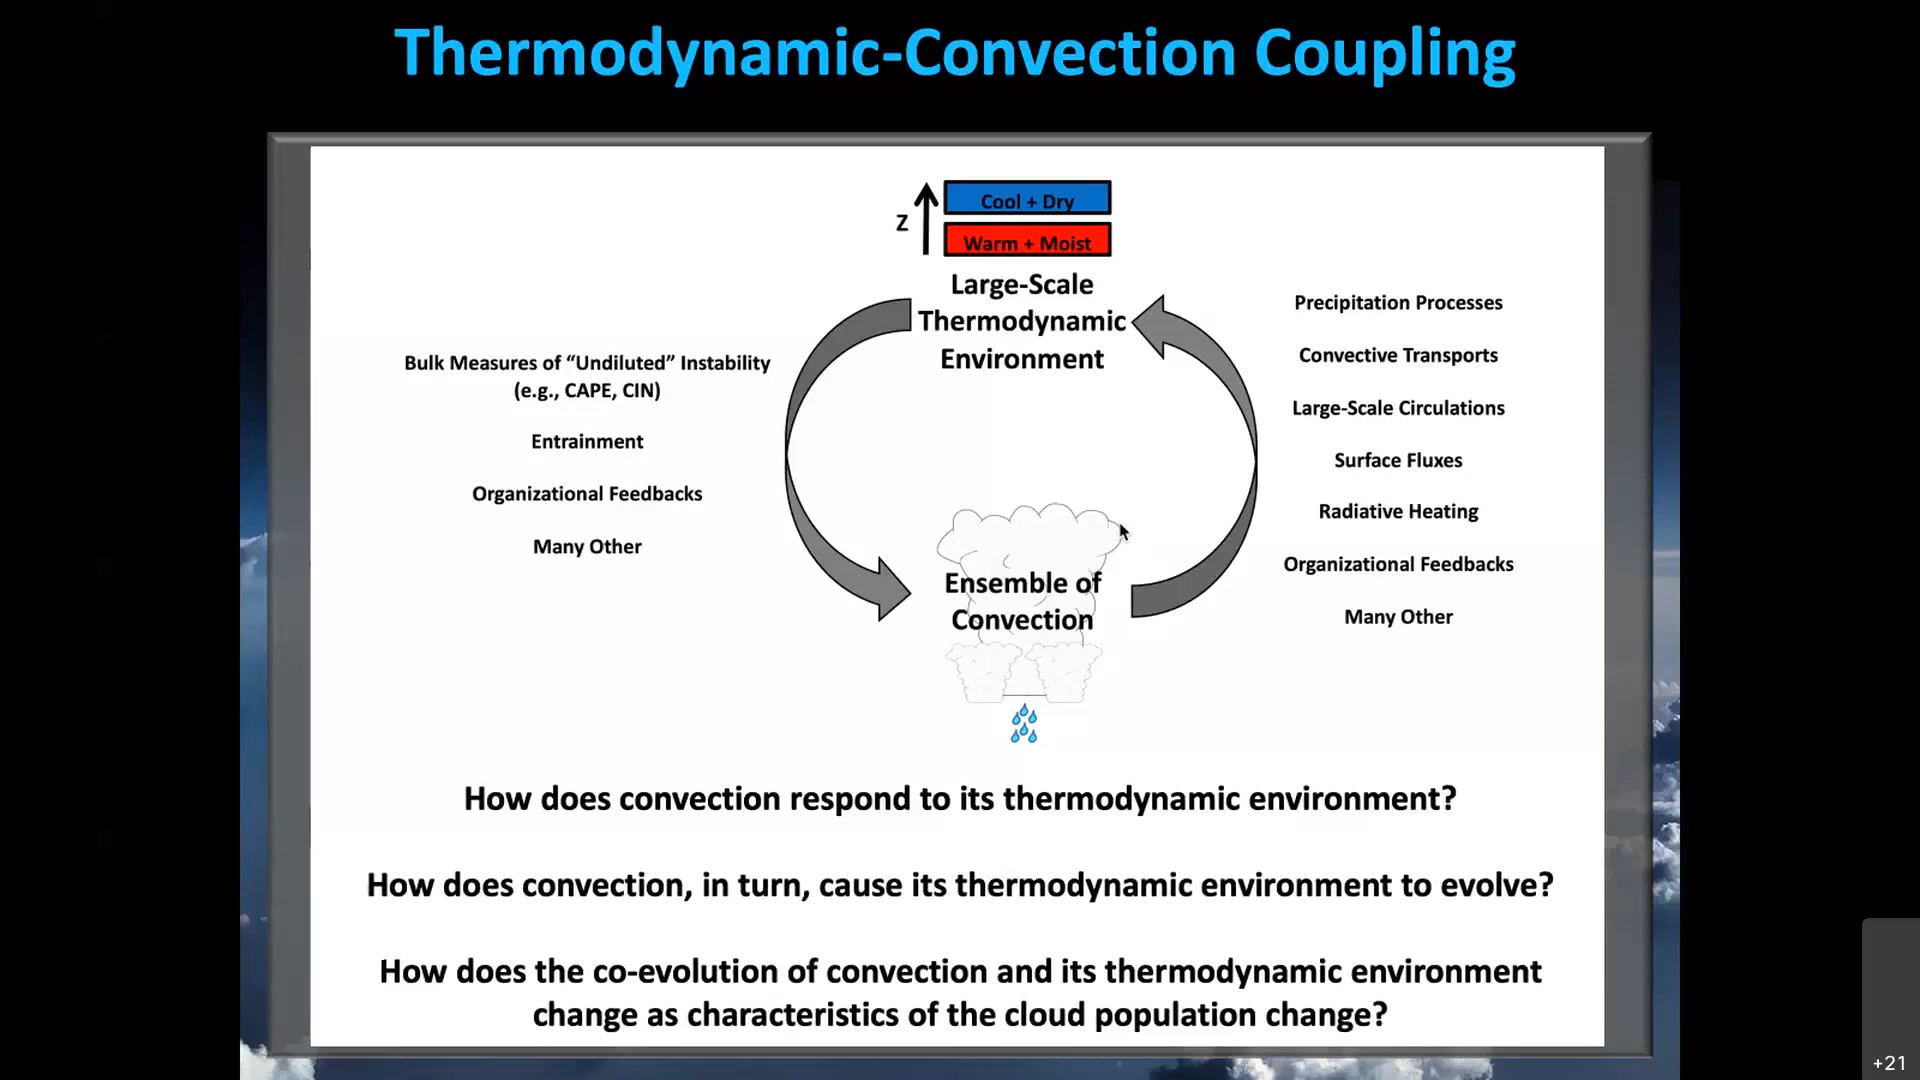 Thermodynamic-Convection Coupling
Z
Cool + Dry
Warm + Moist
Large-Scale
Thermodynamic
Environment
Bulk Measures of “Undiluted” Instability
(e.g., CAPE, CIN)
Entrainment
Organizational Feedbacks
Many Other
Precipitation Processes
Convective Transports
Large-Scale Circulations
Surface Fluxes
Radiative Heating
Organizational Feedbacks
Many Other
Ensemble of
Convection
How does convection respond to its thermodynamic environment?
How does convection, in turn, cause its thermodynamic environment to evolve?
How does the co-evolution of convection and its thermodynamic environment
change as characteristics of the cloud population change?
+21